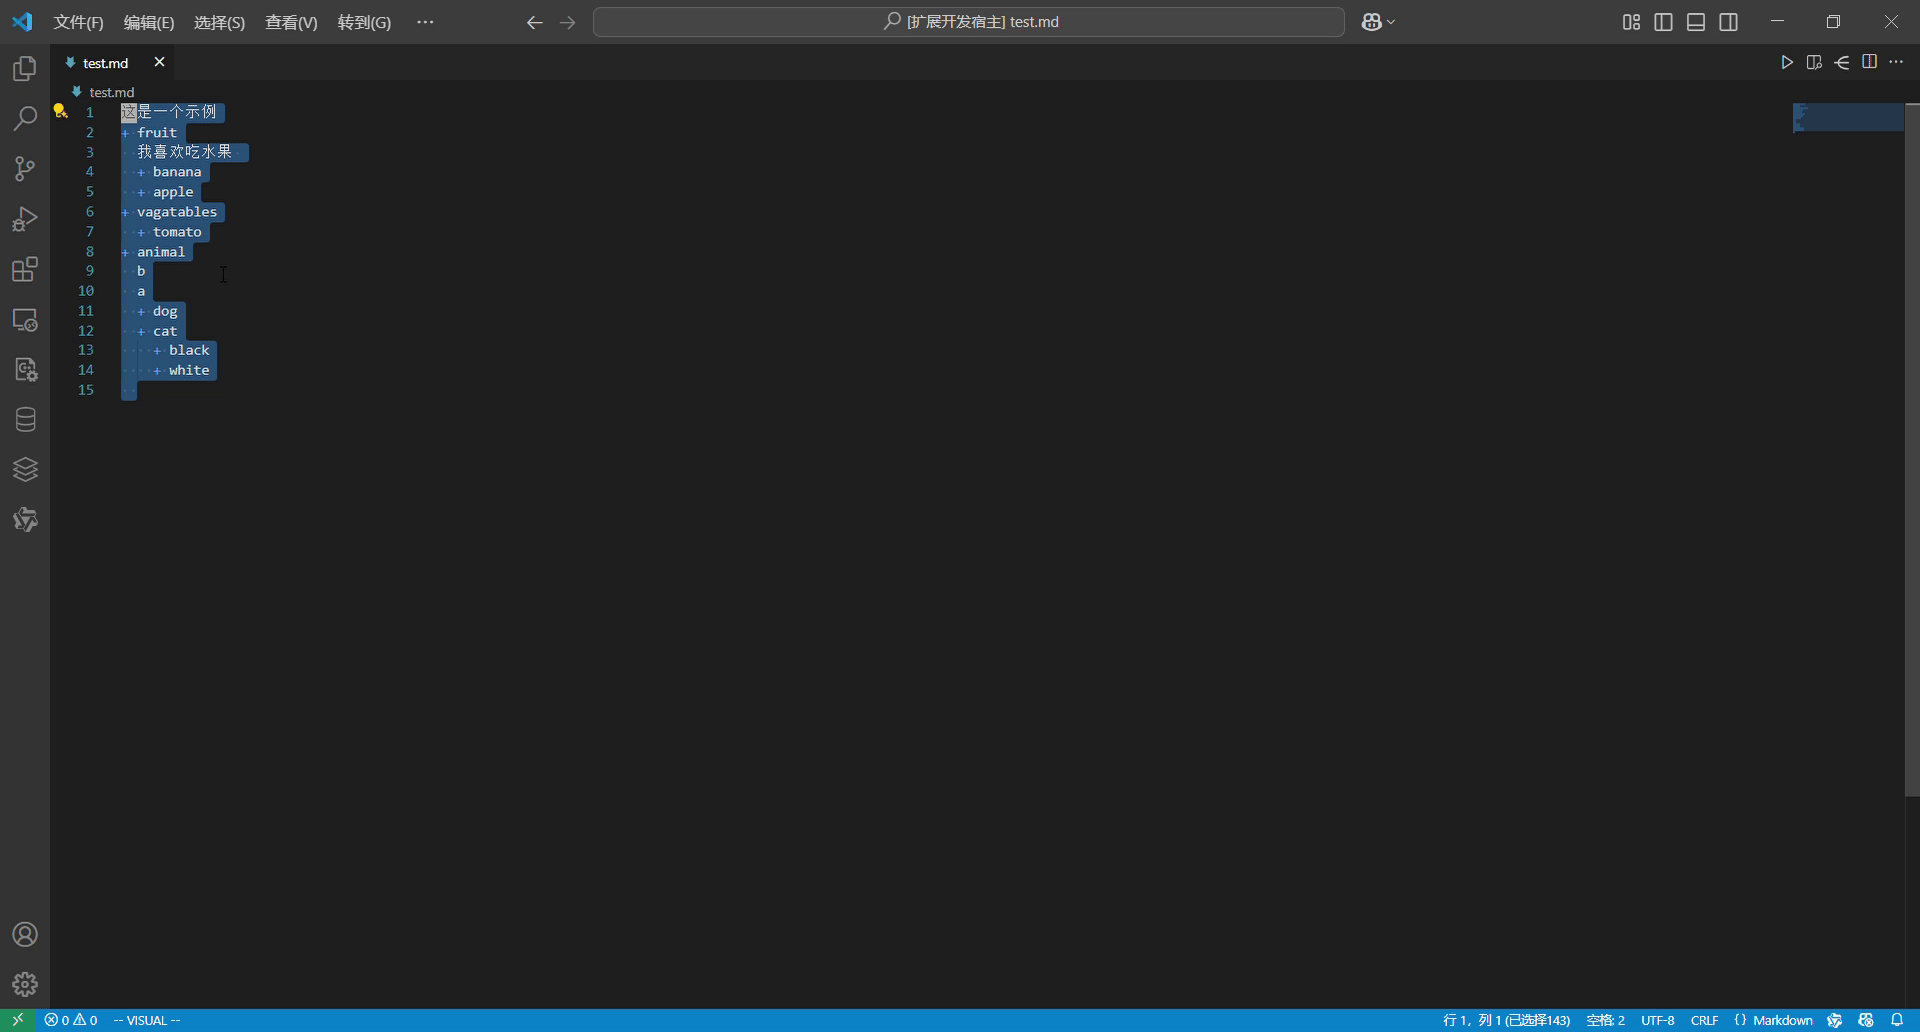 文件(F) 编辑(E) 选择(S) 查看(V) 转到(G) ··· [扩展开发宿主] test.md
test.md
test.md
1 这是一个示例
2 + fruit
3 我喜欢吃水果
4 + banana
5 + apple
6 + vagatables
7 + tomato
8 + animal
9 b
10 a
11 + dog
12 + cat
13 + black
14 + white
15
0 0 -- VISUAL -- 行 1，列 1 (已选择143) 空格: 2 UTF-8 CRLF {} Markdown